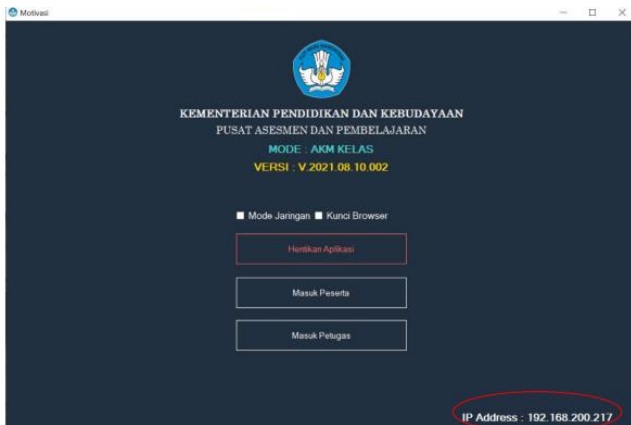 Motivasi
KEMENTERIAN PENDIDIKAN DAN KEBUDAYAAN
PUSAT ASESMEN DAN PEMBELAJARAN
MODE : AKM KELAS
VERSI : V.2021.08.10.002
Mode Jaringan Kunci Browser
Hentikan Aplikasi
Masuk Peserta
Masuk Petugas
IP Address : 192.168.200.217